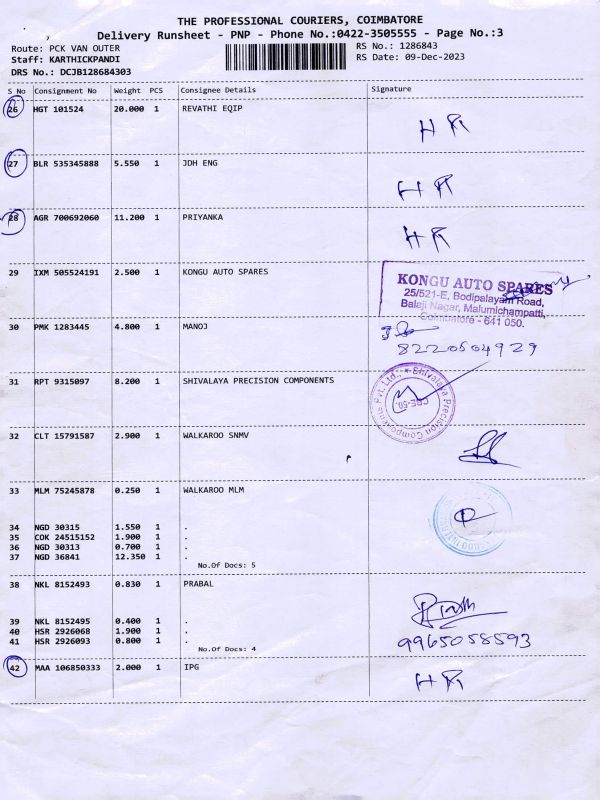 THE PROFESSIONAL COURIERS, COIMBATORE
Delivery Runsheet - PNP - Phone No.:0422-3505555 - Page No.:3
Route: PCK VAN OUTER
RS No.: 1286843
Staff: KARTHICKPANDI
RS Date: 09-Dec-2023
DRS No.: DCJB128684303
S No Consignment No Weight PCS Consignee Details Signature
26 HGT 101524 20.000 1 REVATHI EQIP
HR
27 BLR 535345888 5.550 1 JDH ENG
HR
28 AGR 700692060 11.200 1 PRIYANKA
HR
29 IXM 505524191 2.500 1 KONGU AUTO SPARES
KONGU AUTO SPARES
25/521-E, Bodipalayam Road,
Balaji Nagar, Malumichampatti,
Coimbatore - 641 050.
30 PMK 1283445 4.800 1 MANOJ
8220504929
31 RPT 9315097 8.200 1 SHIVALAYA PRECISION COMPONENTS
Shivalaya Precision Components Pvt. Ltd.,
CBE-50.
32 CLT 15791587 2.900 1 WALKAROO SNMV
33 MLM 75245878 0.250 1 WALKAROO MLM
34 NGD 30315 1.550 1 .
35 COK 24515152 1.900 1 .
36 NGD 30313 0.700 1 .
37 NGD 36841 12.350 1 .
No.Of Docs: 5
38 NKL 8152493 0.830 1 PRABAL
39 NKL 8152495 0.400 1 .
40 HSR 2926068 1.900 1 .
41 HSR 2926093 0.800 1 .
9965058593
No.Of Docs: 4
42 MAA 106850333 2.000 1 IPG
HR